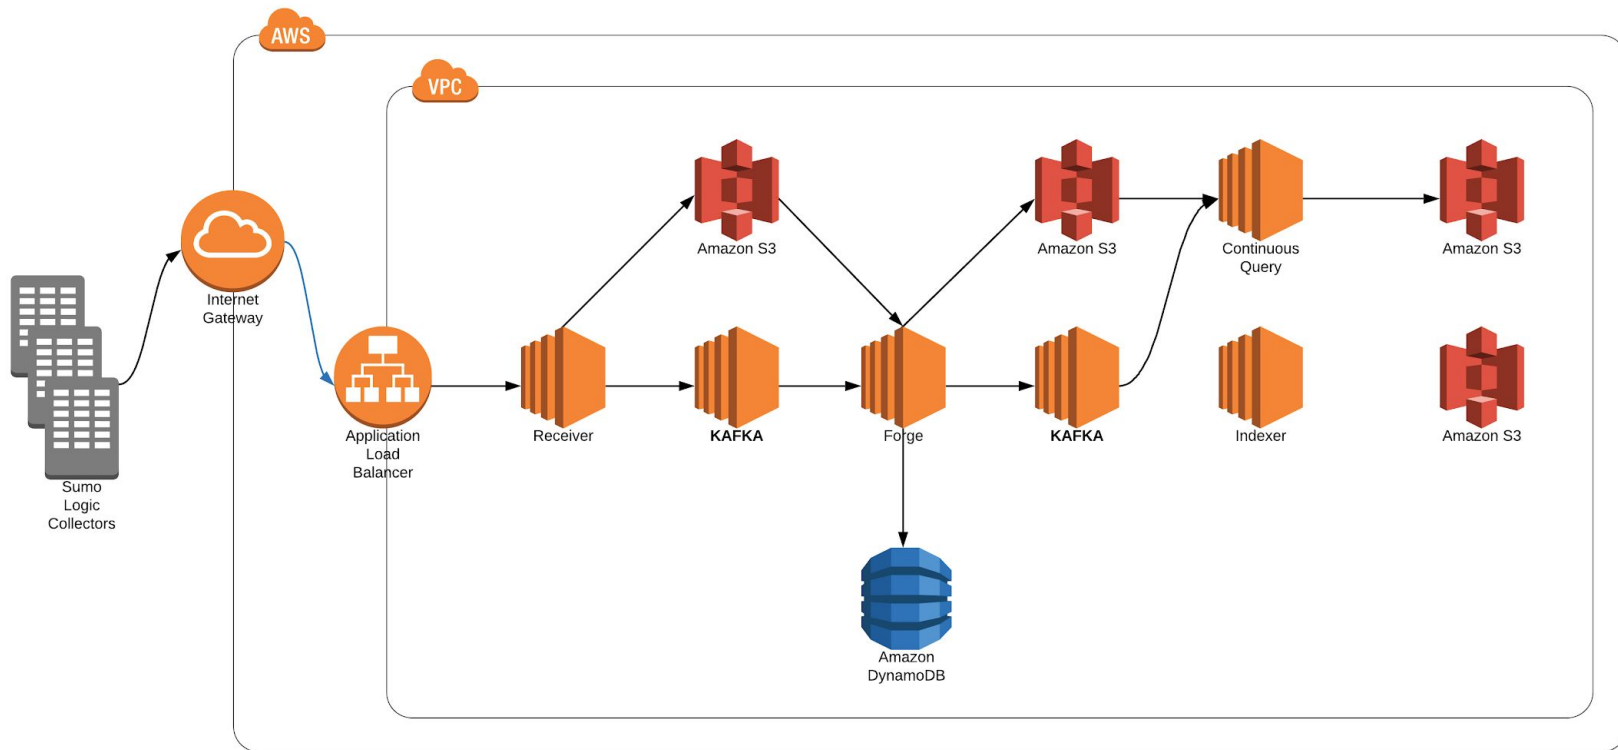 AWS
VPC
Amazon S3
Amazon S3
Continuous
Query
Amazon S3
Internet
Gateway
Application
Load
Balancer
Receiver
KAFKA
Forge
KAFKA
Indexer
Amazon S3
Sumo
Logic
Collectors
Amazon
DynamoDB